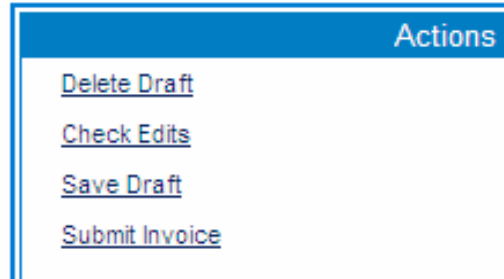 Actions
Delete Draft
Check Edits
Save Draft
Submit Invoice